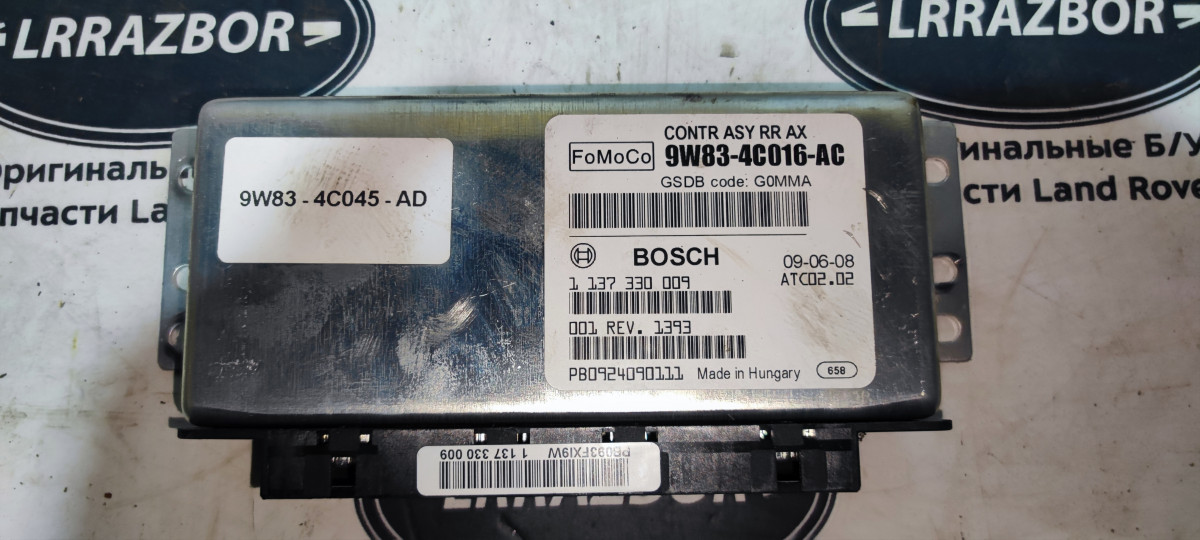 LRRAZBOR
LRRAZBOR
9W83 - 4C045 - AD
CONTR ASY RR AX
FoMoCo 9W83-4C016-AC
GSDB code: G0MMA
BOSCH 09-06-08
1 137 330 009 ATC02.02
001 REV. 1393
PB0924090111 Made in Hungary 658
Оригиналь
пчасти La
инальные Б/У
сти Land Rove
1 137 330 009 PB093FXI9W
LRRAZBOR